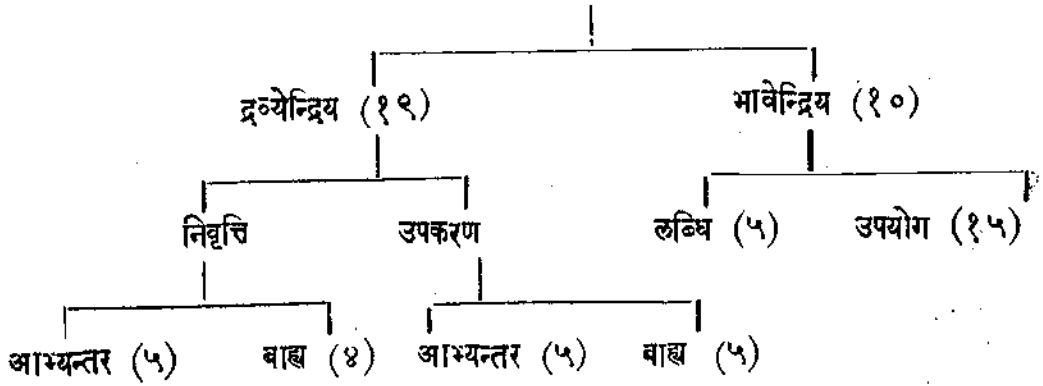 द्रव्येन्द्रिय (१९) भावेन्द्रिय (१०)
निवृत्ति उपकरण लब्धि (५) उपयोग (१५)
आभ्यन्तर (५) बाह्य (४) आभ्यन्तर (५) बाह्य (५)